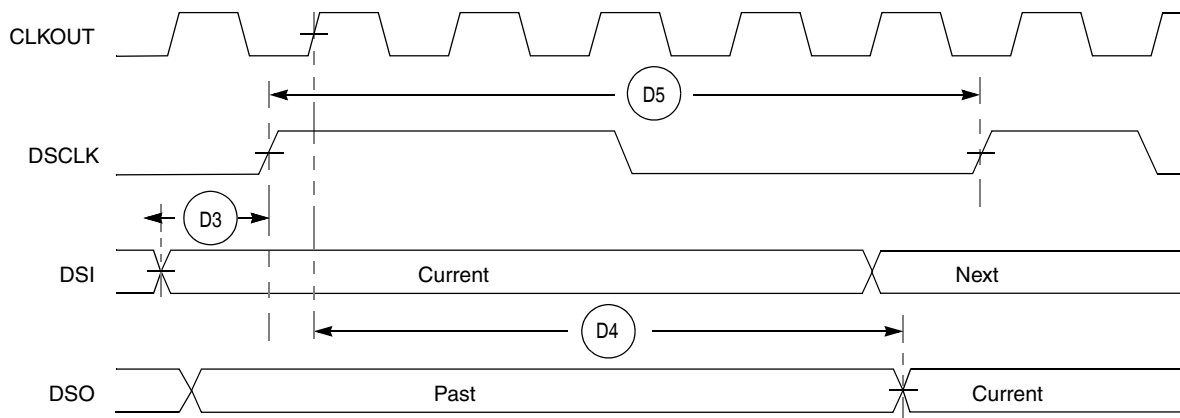 CLKOUT
D5
DSCLK
D3
DSI
Current
Next
D4
DSO
Past
Current